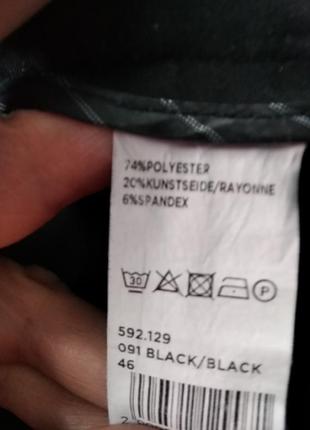 74%POLYESTER
20%KUNSTSEIDE/RAYONNE
6%SPANDEX
30 P
592.129
091 BLACK/BLACK
46